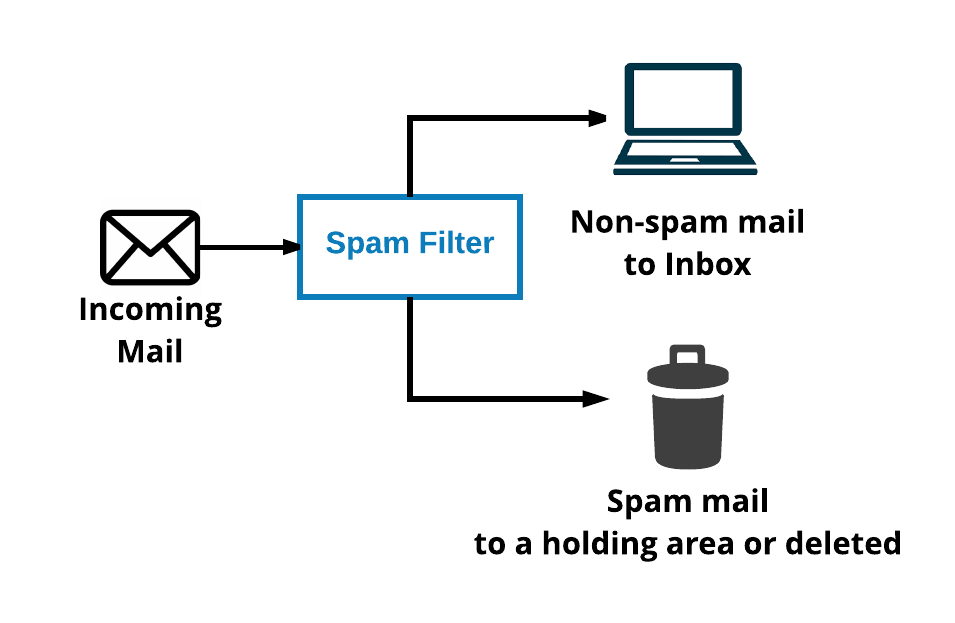 Incoming
Mail
Spam Filter
Non-spam mail
to Inbox
Spam mail
to a holding area or deleted